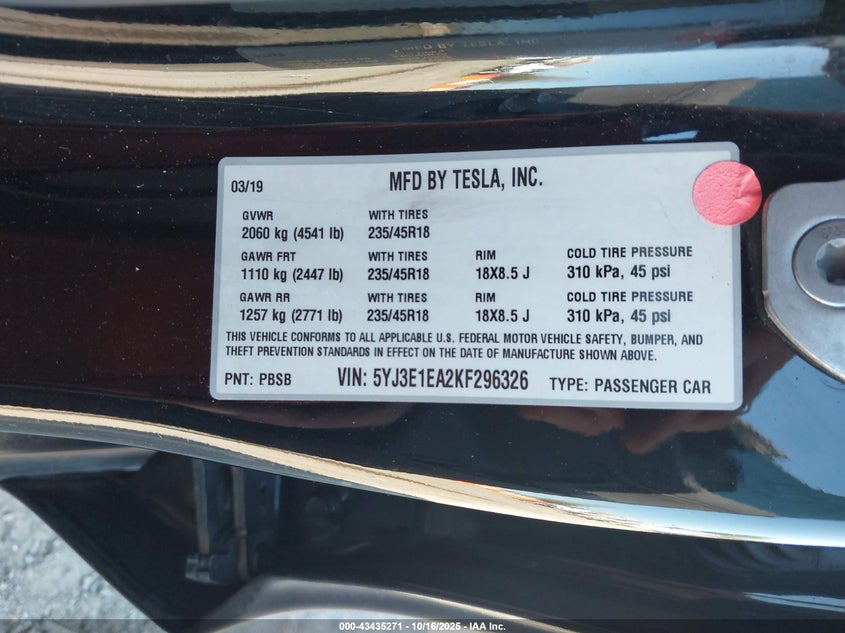 MFD BY TESLA, INC
03/19 MFD BY TESLA, INC.
GVWR WITH TIRES
2060 kg (4541 lb) 235/45R18
GAWR FRT WITH TIRES RIM COLD TIRE PRESSURE
1110 kg (2447 lb) 235/45R18 18X8.5 J 310 kPa, 45 psi
GAWR RR WITH TIRES RIM COLD TIRE PRESSURE
1257 kg (2771 lb) 235/45R18 18X8.5 J 310 kPa, 45 psi
THIS VEHICLE CONFORMS TO ALL APPLICABLE U.S. FEDERAL MOTOR VEHICLE SAFETY, BUMPER, AND
THEFT PREVENTION STANDARDS IN EFFECT ON THE DATE OF MANUFACTURE SHOWN ABOVE.
PNT: PBSB VIN: 5YJ3E1EA2KF296326 TYPE: PASSENGER CAR
000-43435271 - 10/16/2025 - IAA Inc.